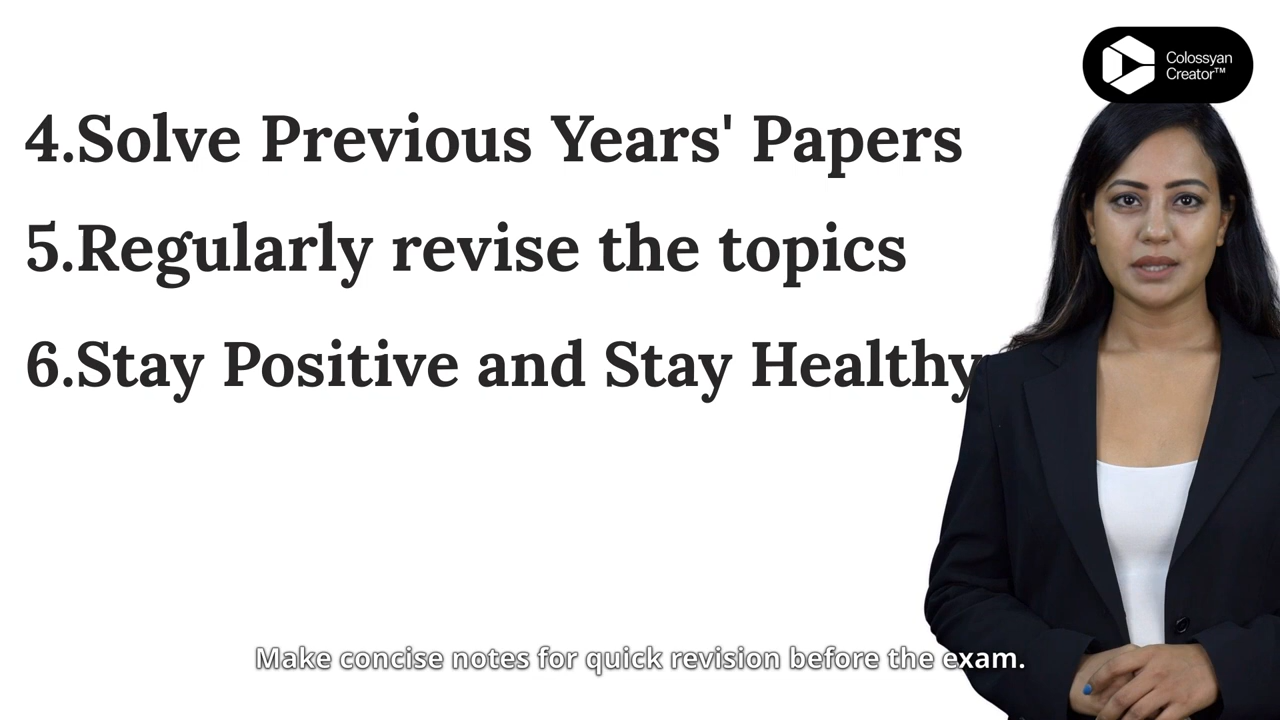 Colossyan
Creator™
4.Solve Previous Years' Papers
5.Regularly revise the topics
6.Stay Positive and Stay Healthy
Make concise notes for quick revision before the exam.